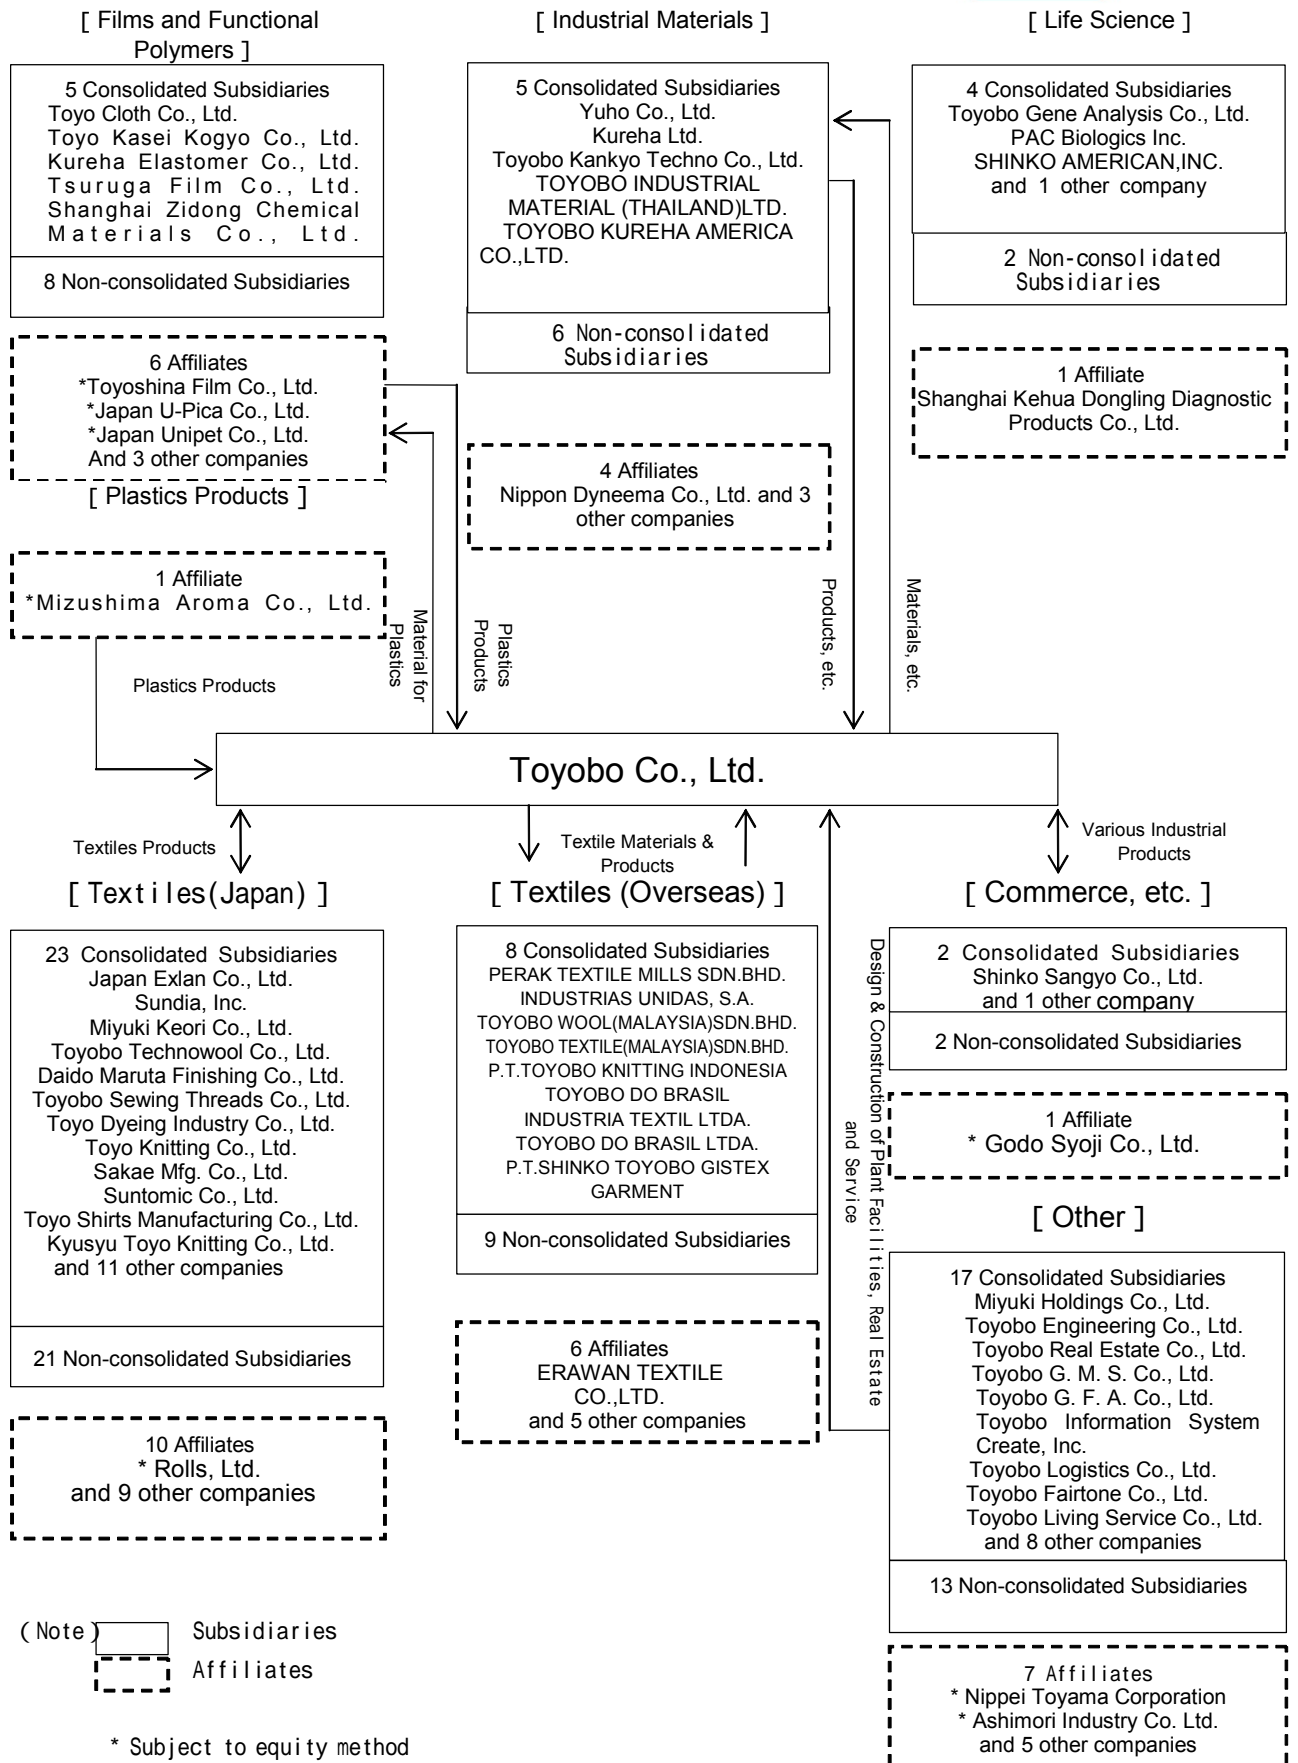 [ Films and Functional
Polymers ]
5 Consolidated Subsidiaries
Toyo Cloth Co., Ltd.
Toyo Kasei Kogyo Co., Ltd.
Kureha Elastomer Co., Ltd.
Tsuruga Film Co., Ltd.
Shanghai Zidong Chemical
Materials Co., Ltd.
8 Non-consolidated Subsidiaries
6 Affiliates
*Toyoshina Film Co., Ltd.
*Japan U-Pica Co., Ltd.
*Japan Unipet Co., Ltd.
And 3 other companies
[ Plastics Products ]
1 Affiliate
*Mizushima Aroma Co., Ltd.
Plastics Products
Material for
Plastics
Plastics
Products
[ Industrial Materials ]
5 Consolidated Subsidiaries
Yuho Co., Ltd.
Kureha Ltd.
Toyobo Kankyo Techno Co., Ltd.
TOYOBO INDUSTRIAL
MATERIAL (THAILAND)LTD.
TOYOBO KUREHA AMERICA
CO.,LTD.
6 Non-consolidated
Subsidiaries
4 Affiliates
Nippon Dyneema Co., Ltd. and 3
other companies
Products, etc.
Materials, etc.
[ Life Science ]
4 Consolidated Subsidiaries
Toyobo Gene Analysis Co., Ltd.
PAC Biologics Inc.
SHINKO AMERICAN,INC.
and 1 other company
2 Non-consolidated
Subsidiaries
1 Affiliate
Shanghai Kehua Dongling Diagnostic
Products Co., Ltd.
Toyobo Co., Ltd.
Textiles Products
[ Textiles(Japan) ]
23 Consolidated Subsidiaries
Japan Exlan Co., Ltd.
Sundia, Inc.
Miyuki Keori Co., Ltd.
Toyobo Technowool Co., Ltd.
Daido Maruta Finishing Co., Ltd.
Toyobo Sewing Threads Co., Ltd.
Toyo Dyeing Industry Co., Ltd.
Toyo Knitting Co., Ltd.
Sakae Mfg. Co., Ltd.
Suntomic Co., Ltd.
Toyo Shirts Manufacturing Co., Ltd.
Kyusyu Toyo Knitting Co., Ltd.
and 11 other companies
21 Non-consolidated Subsidiaries
10 Affiliates
* Rolls, Ltd.
and 9 other companies
Textile Materials &
Products
[ Textiles (Overseas) ]
8 Consolidated Subsidiaries
PERAK TEXTILE MILLS SDN.BHD.
INDUSTRIAS UNIDAS, S.A.
TOYOBO WOOL(MALAYSIA)SDN.BHD.
TOYOBO TEXTILE(MALAYSIA)SDN.BHD.
P.T.TOYOBO KNITTING INDONESIA
TOYOBO DO BRASIL
INDUSTRIA TEXTIL LTDA.
TOYOBO DO BRASIL LTDA.
P.T.SHINKO TOYOBO GISTEX
GARMENT
9 Non-consolidated Subsidiaries
6 Affiliates
ERAWAN TEXTILE
CO.,LTD.
and 5 other companies
Design & Construction of Plant Facilities, Real Estate
and Service
Various Industrial
Products
[ Commerce, etc. ]
2 Consolidated Subsidiaries
Shinko Sangyo Co., Ltd.
and 1 other company
2 Non-consolidated Subsidiaries
1 Affiliate
* Godo Syoji Co., Ltd.
[ Other ]
17 Consolidated Subsidiaries
Miyuki Holdings Co., Ltd.
Toyobo Engineering Co., Ltd.
Toyobo Real Estate Co., Ltd.
Toyobo G. M. S. Co., Ltd.
Toyobo G. F. A. Co., Ltd.
Toyobo Information System
Create, Inc.
Toyobo Logistics Co., Ltd.
Toyobo Fairtone Co., Ltd.
Toyobo Living Service Co., Ltd.
and 8 other companies
13 Non-consolidated Subsidiaries
7 Affiliates
* Nippei Toyama Corporation
* Ashimori Industry Co. Ltd.
and 5 other companies
(Note) Subsidiaries
Affiliates
* Subject to equity method